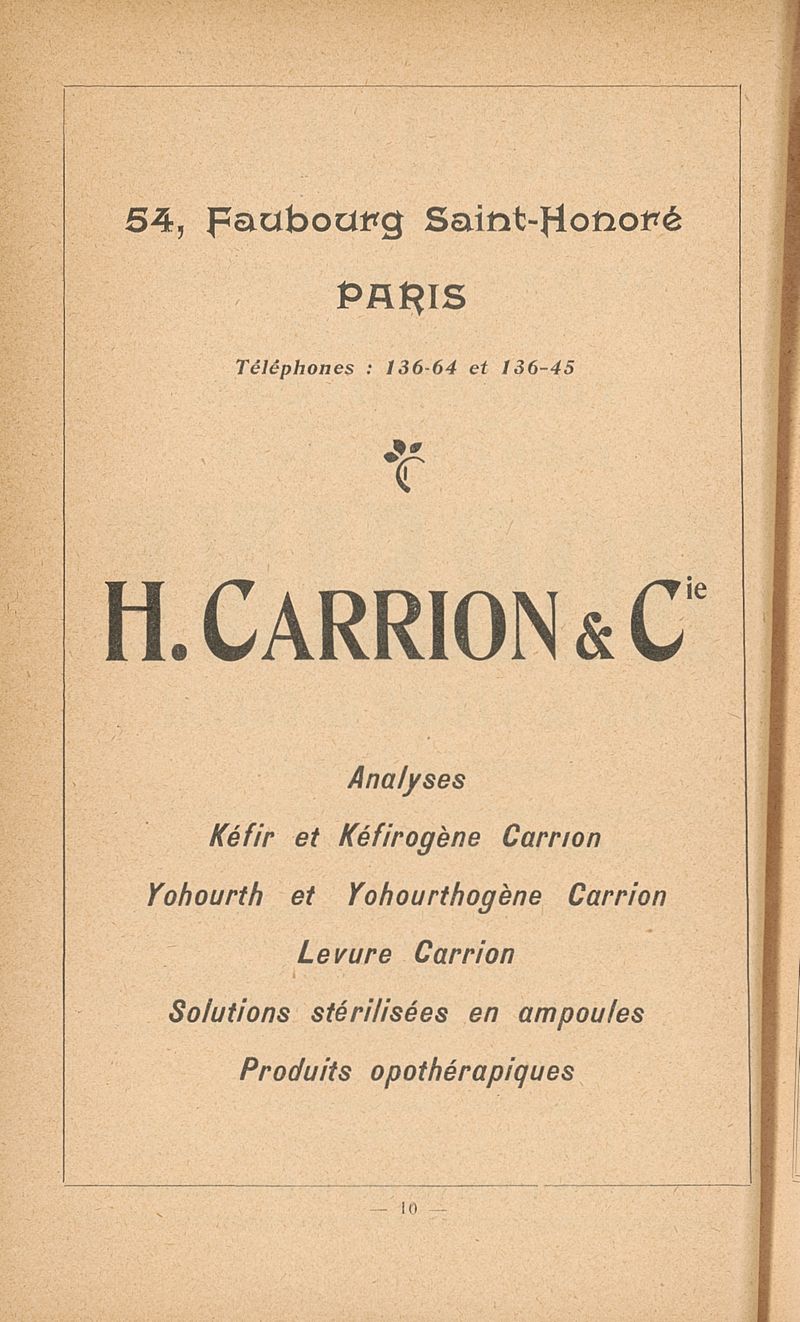 54, Faubourg Saint-Honoré
PARIS
Téléphones : 136-64 et 136-45
H. CARRION & Cie
Analyses
Kéfir et Kéfirogène Carrion
Yohourth et Yohourthogène Carrion
Levure Carrion
Solutions stérilisées en ampoules
Produits opothérapiques
— 10 —